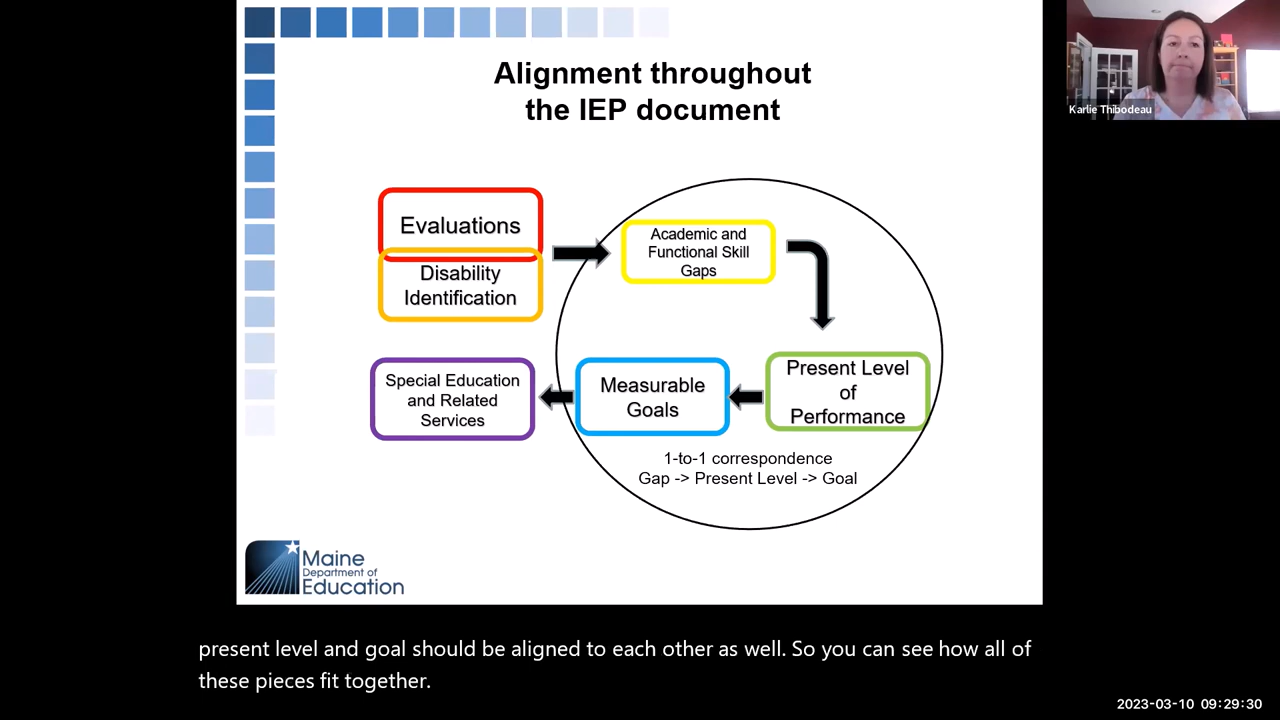 Alignment throughout
the IEP document
Karlie Thibodeau
Evaluations
Disability
Identification
Academic and
Functional Skill
Gaps
Present Level
of
Performance
Measurable
Goals
Special Education
and Related
Services
1-to-1 correspondence
Gap -> Present Level -> Goal
Maine
Department of
Education
present level and goal should be aligned to each other as well. So you can see how all of
these pieces fit together.
2023-03-10 09:29:30